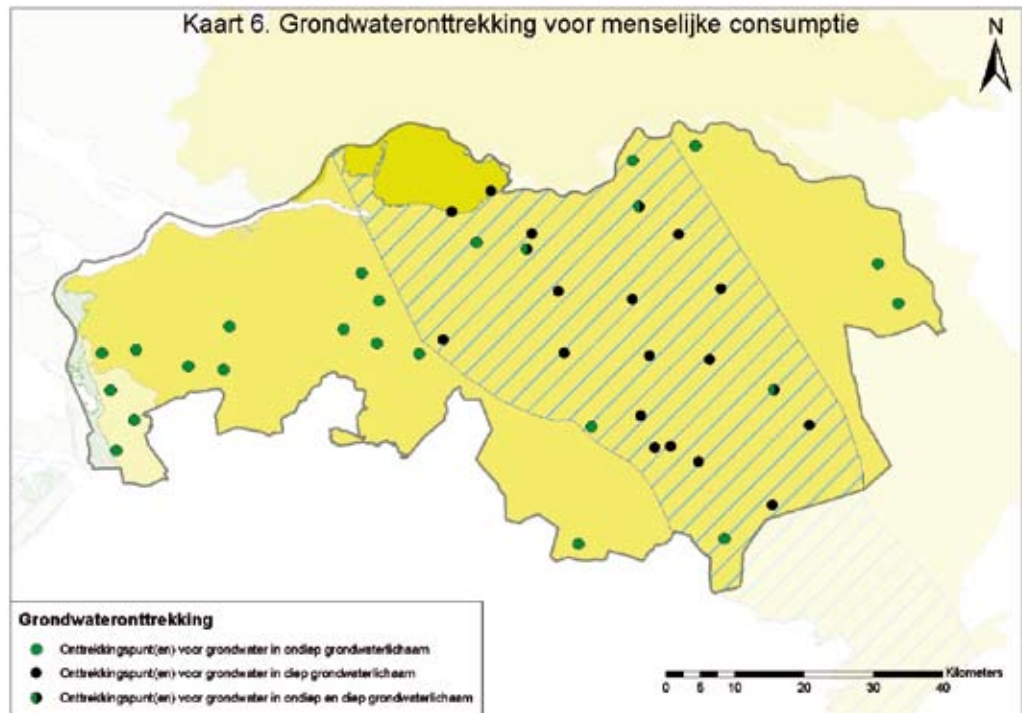 Kaart 6. Grondwateronttrekking voor menselijke consumptie
N
Grondwateronttrekking
Onttrekkingspunt(en) voor grondwater in ondiep grondwaterlichaam
Onttrekkingspunt(en) voor grondwater in diep grondwaterlichaam
Onttrekkingspunt(en) voor grondwater in ondiep en diep grondwaterlichaam
Kilometers
0 5 10 20 30 40